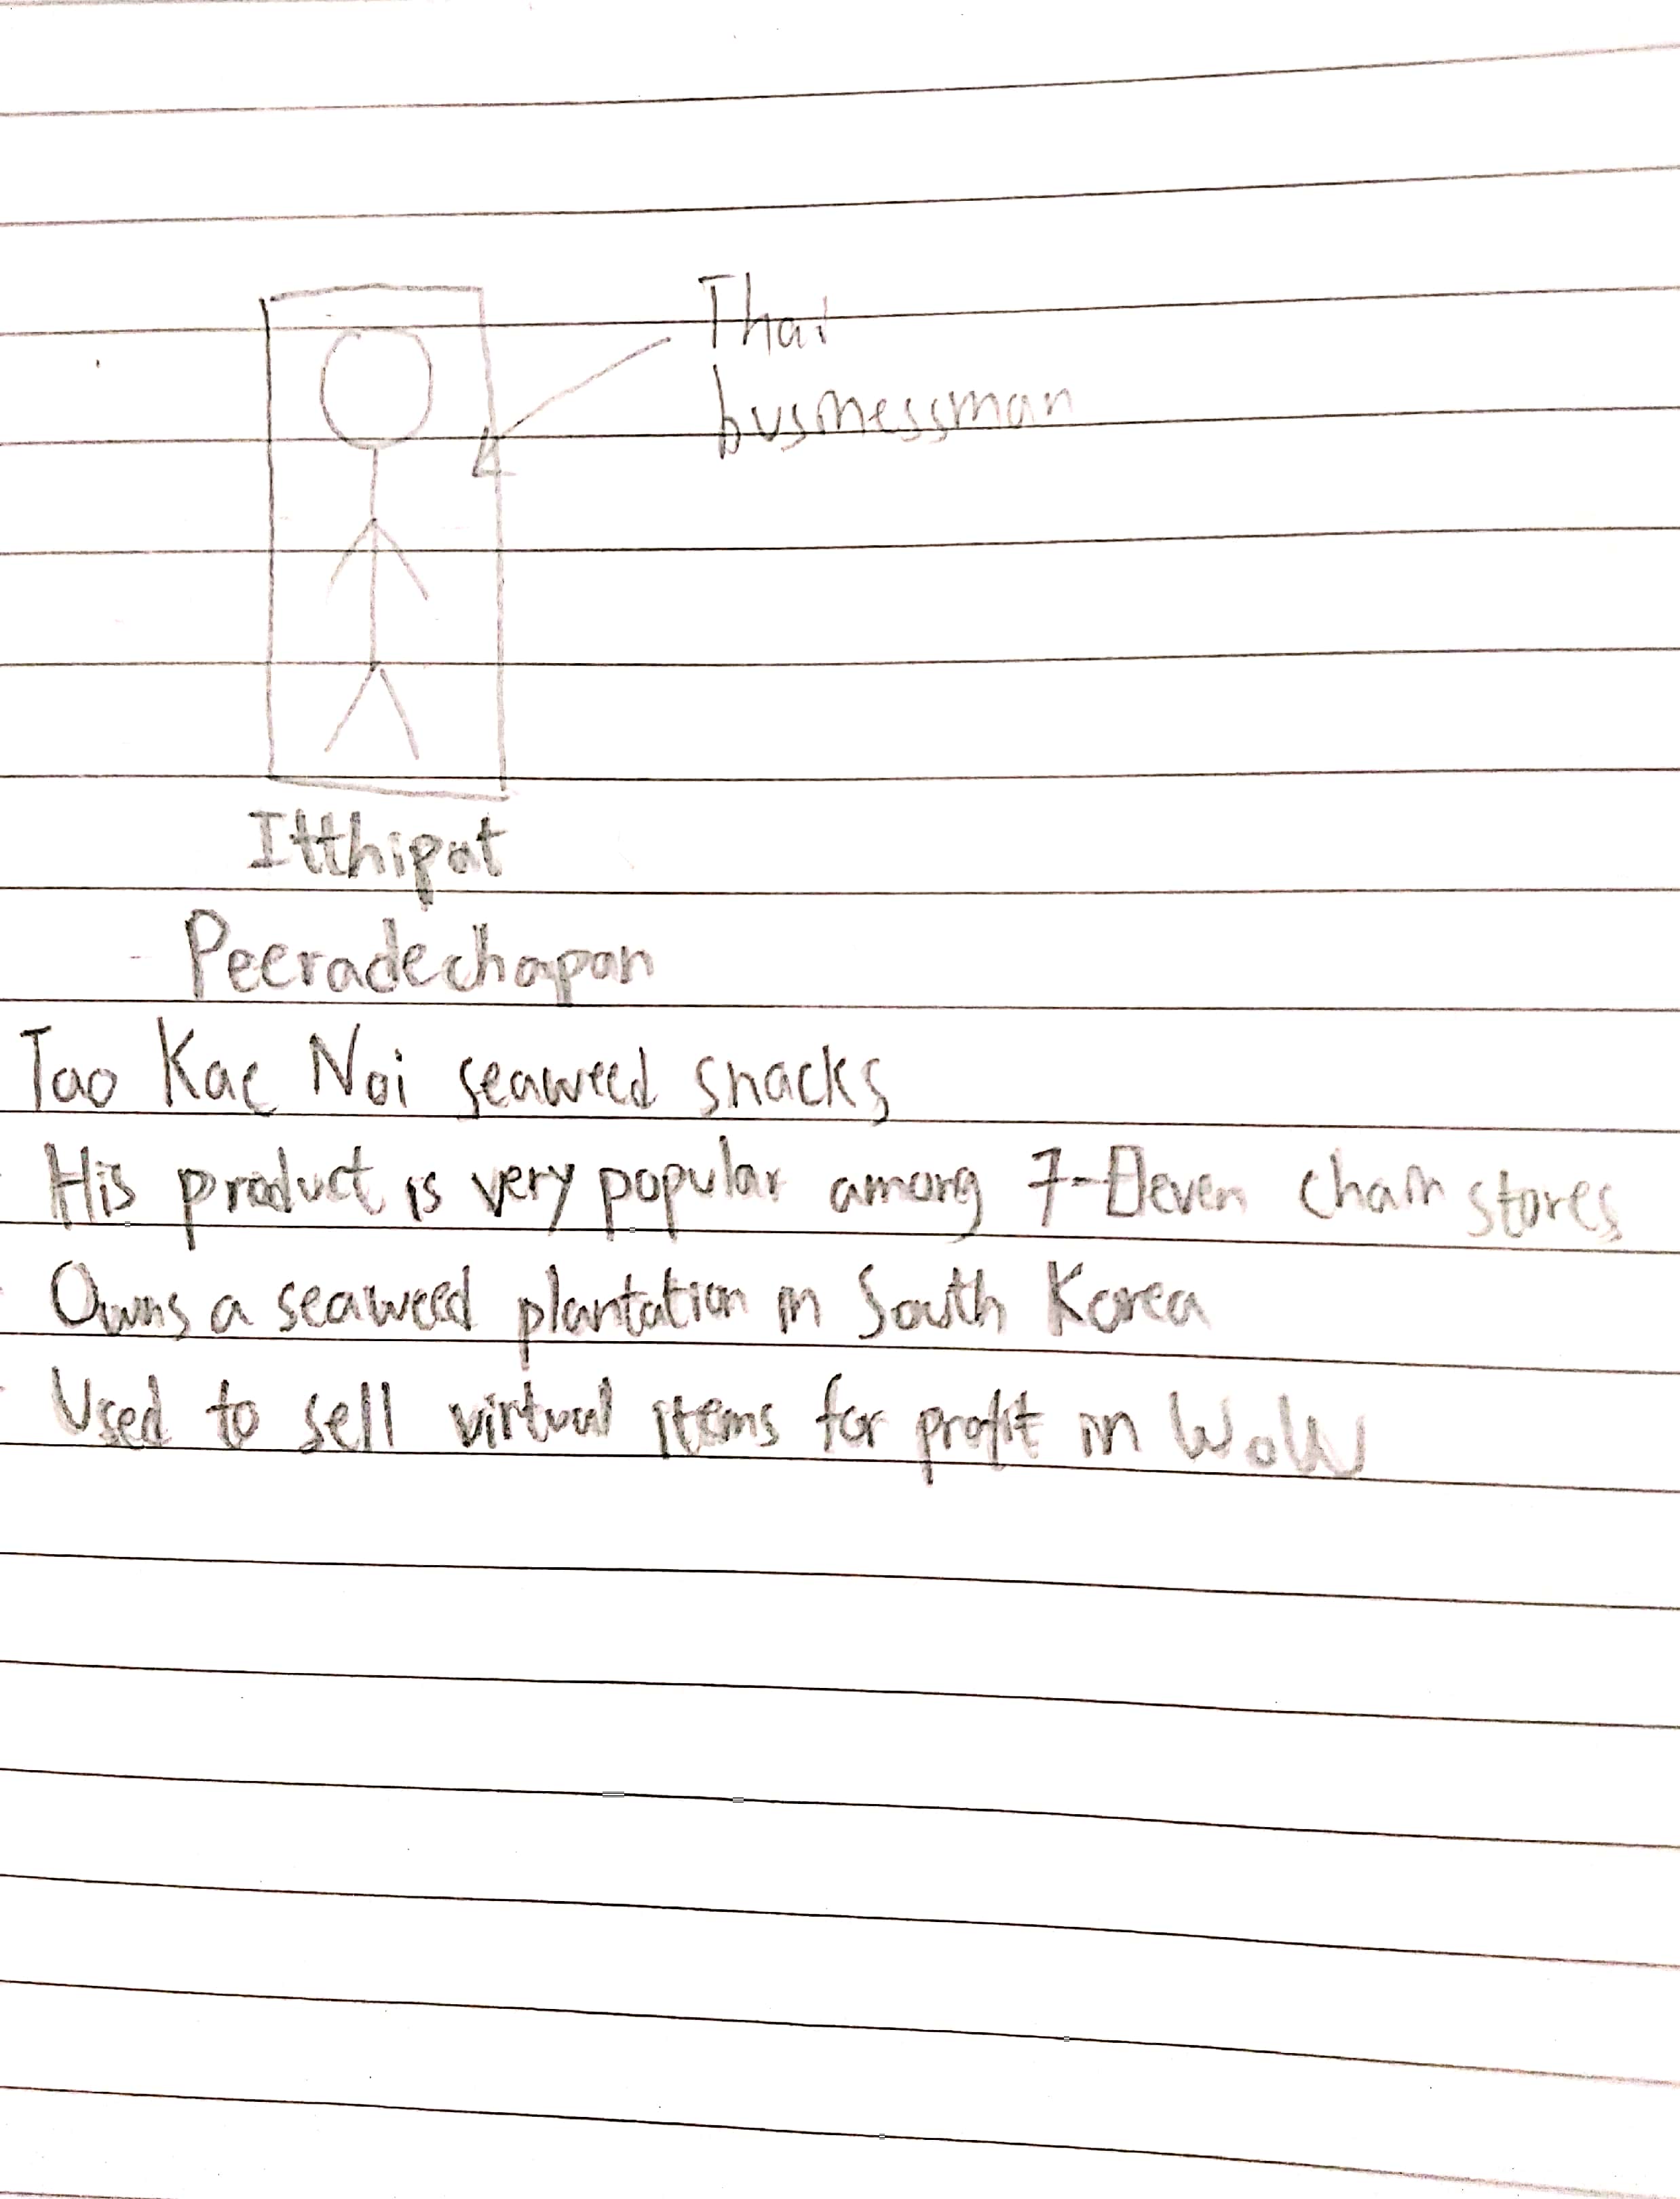 Thai
businessman
Itthipat
Peeradechapan
Tao Kae Noi seaweed snacks
His product is very popular among 7-Eleven chain stores
Owns a seaweed plantation in South Korea
Used to sell virtual items for profit in WoW